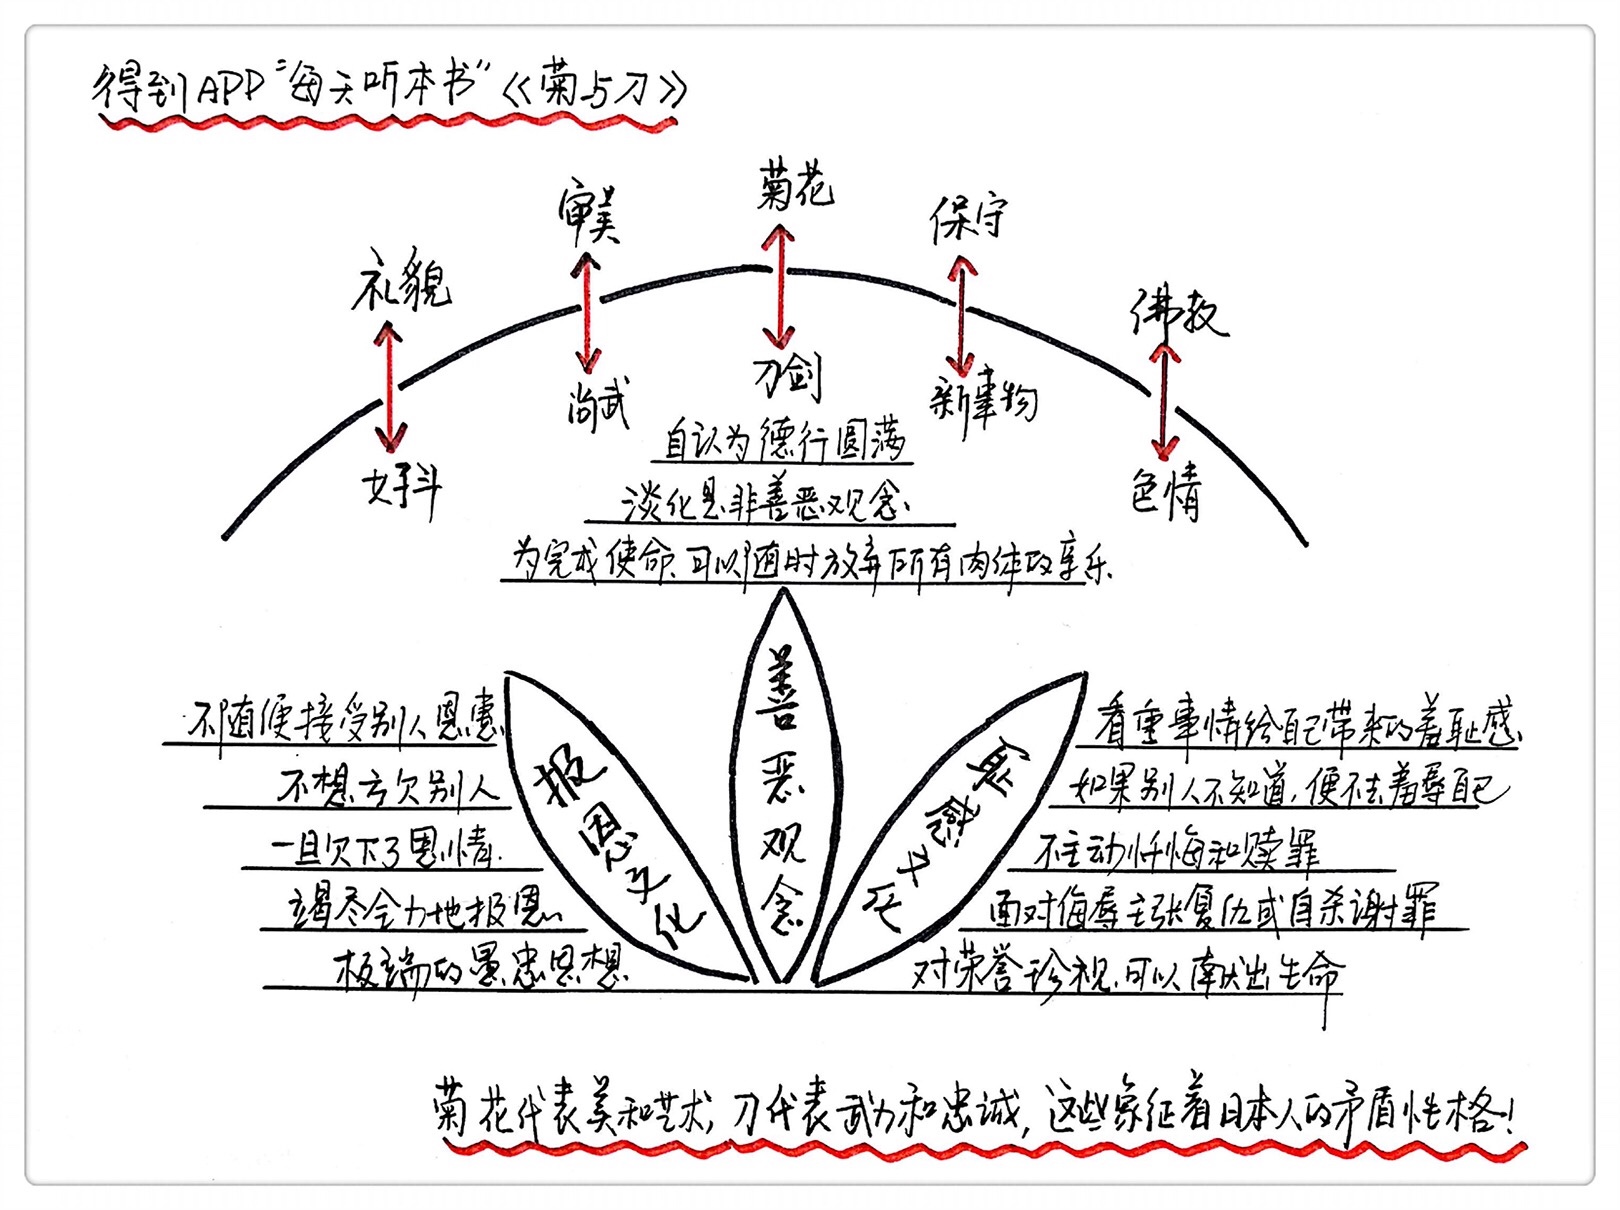 得到APP“每天听本书”《菊与刀》
礼貌
好斗
审美
尚武
菊花
刀剑
保守
新事物
佛教
色情
自认为德行圆满
淡化是非善恶观念
为完成使命、可以随时放弃所有肉体的享乐
报恩文化
不随便接受别人恩惠
不想亏欠别人
一旦欠下了恩情
竭尽全力地报恩
极端的愚忠思想
善恶观念
耻感文化
看重事情给自己带来的羞耻感
如果别人不知道,便不去羞辱自己
不主动忏悔和赎罪
面对侮辱主张复仇或自杀谢罪
对荣誉珍视,可以献出生命
菊花代表美和艺术,刀代表武力和忠诚,这些象征着日本人的矛盾性格!